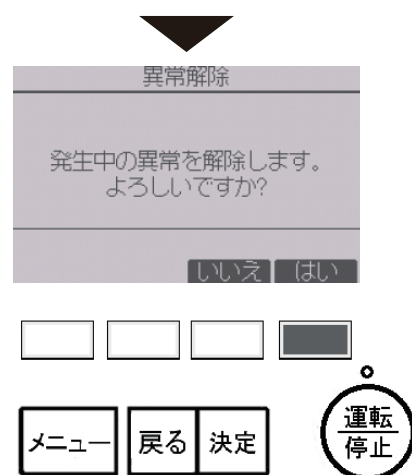 異常解除
発生中の異常を解除します。
よろしいですか?
いいえ はい
メニュー 戻る 決定
運転
停止